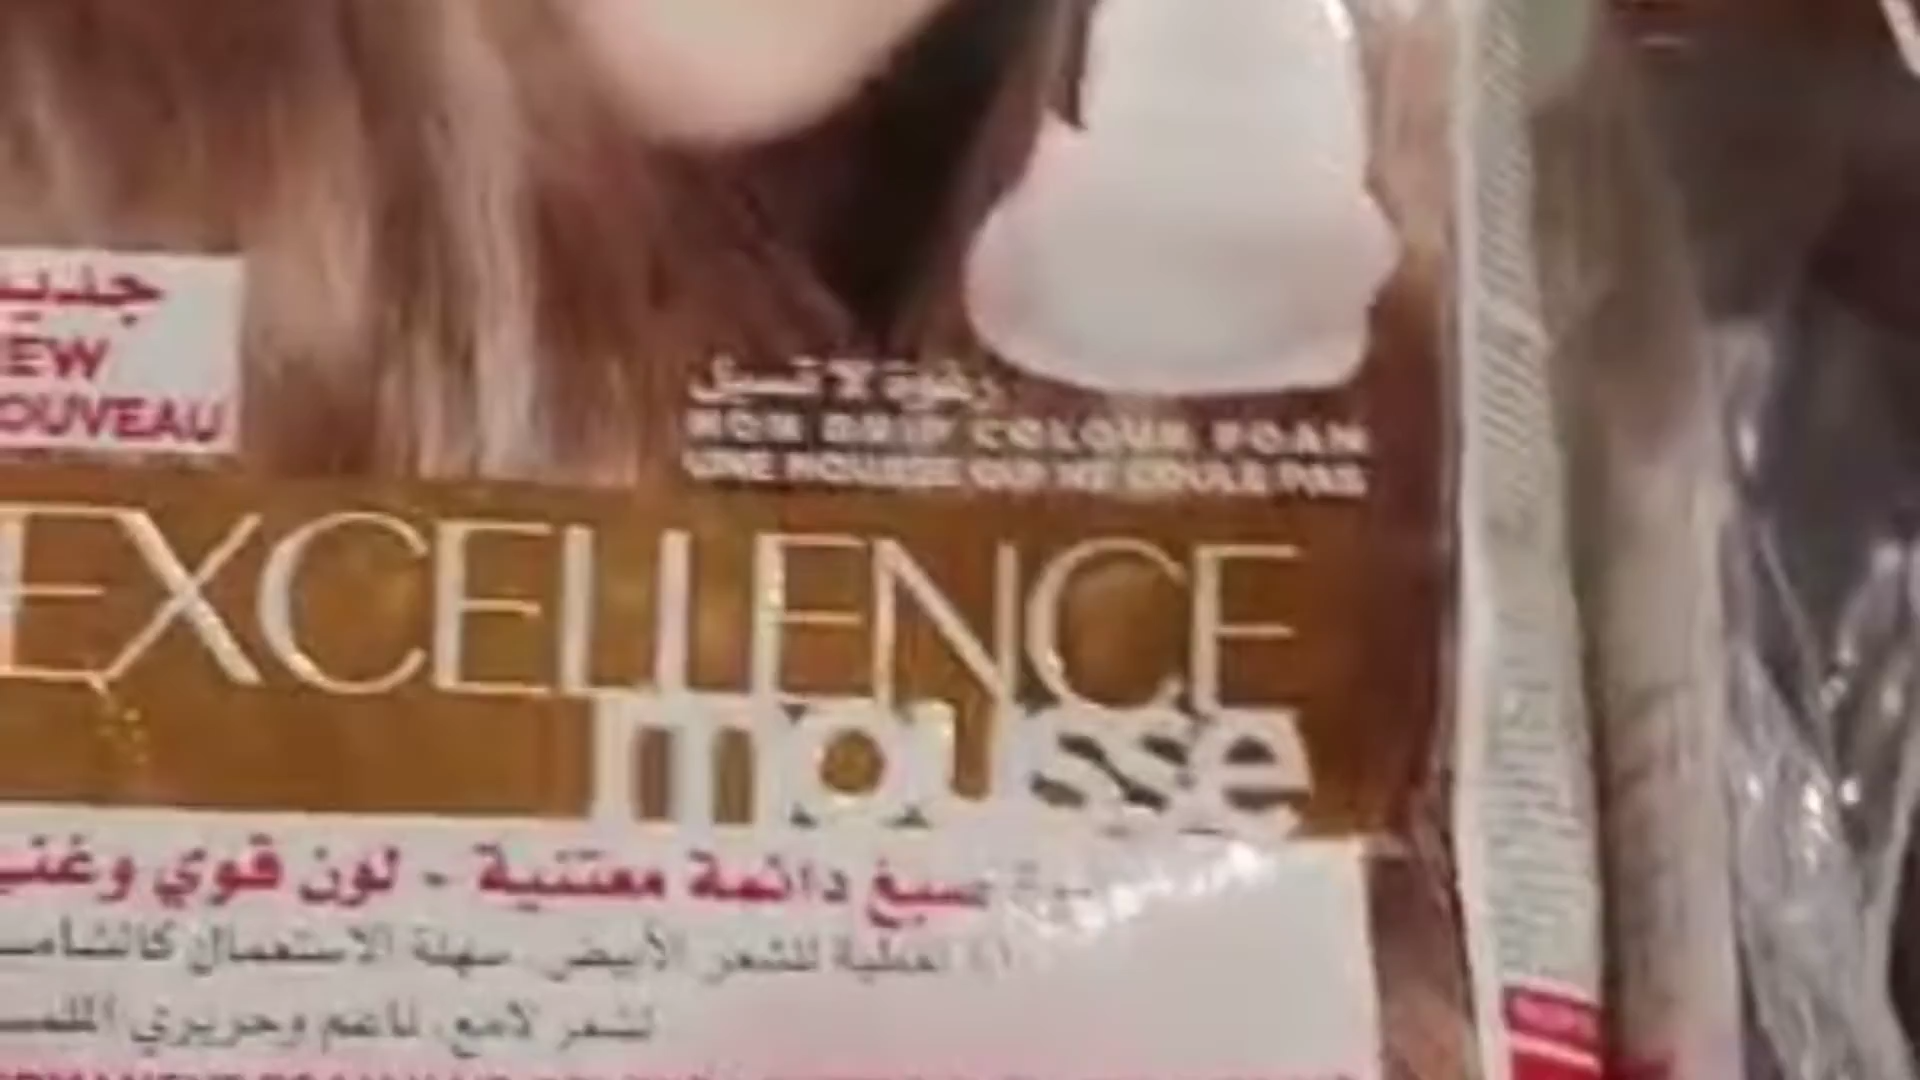 جديد
NEW
NOUVEAU
رغوة لا تسيل
NON DRIP COLOUR FOAM
UNE MOUSSE QUI NE COULE PAS
EXCELLENCE
mousse
صبغ دائمة معتنية - لون قوي وغني
تغطية للشعر الأبيض سهلة الاستعمال كالشامبو
لشعر لامع، ناعم وحريري الملمس